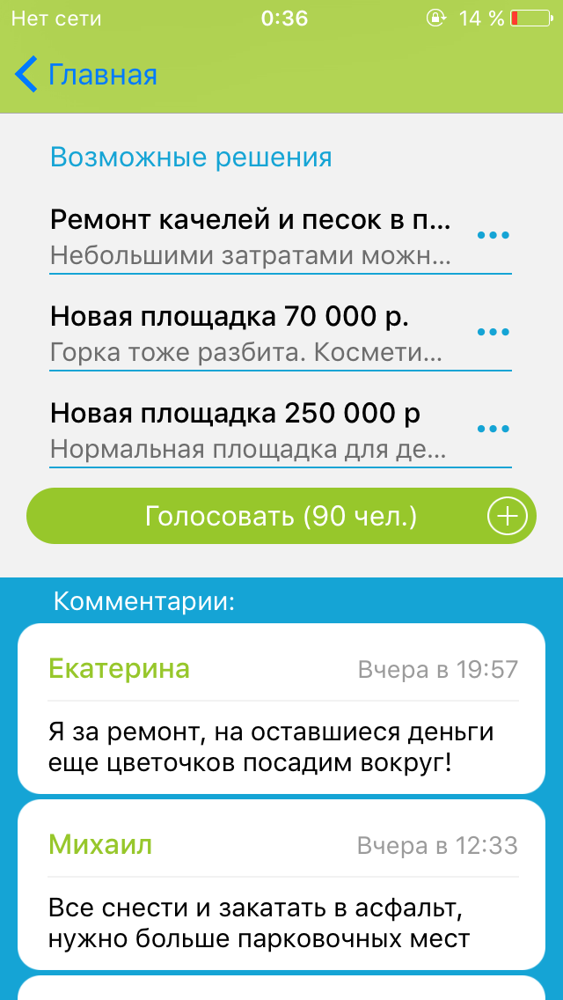 Нет сети 0:36 14 %
Главная
Возможные решения
Ремонт качелей и песок в п...
Небольшими затратами можн...
Новая площадка 70 000 р.
Горка тоже разбита. Космети...
Новая площадка 250 000 р
Нормальная площадка для де...
Голосовать (90 чел.)
Комментарии:
Екатерина Вчера в 19:57
Я за ремонт, на оставшиеся деньги
еще цветочков посадим вокруг!
Михаил Вчера в 12:33
Все снести и закатать в асфальт,
нужно больше парковочных мест